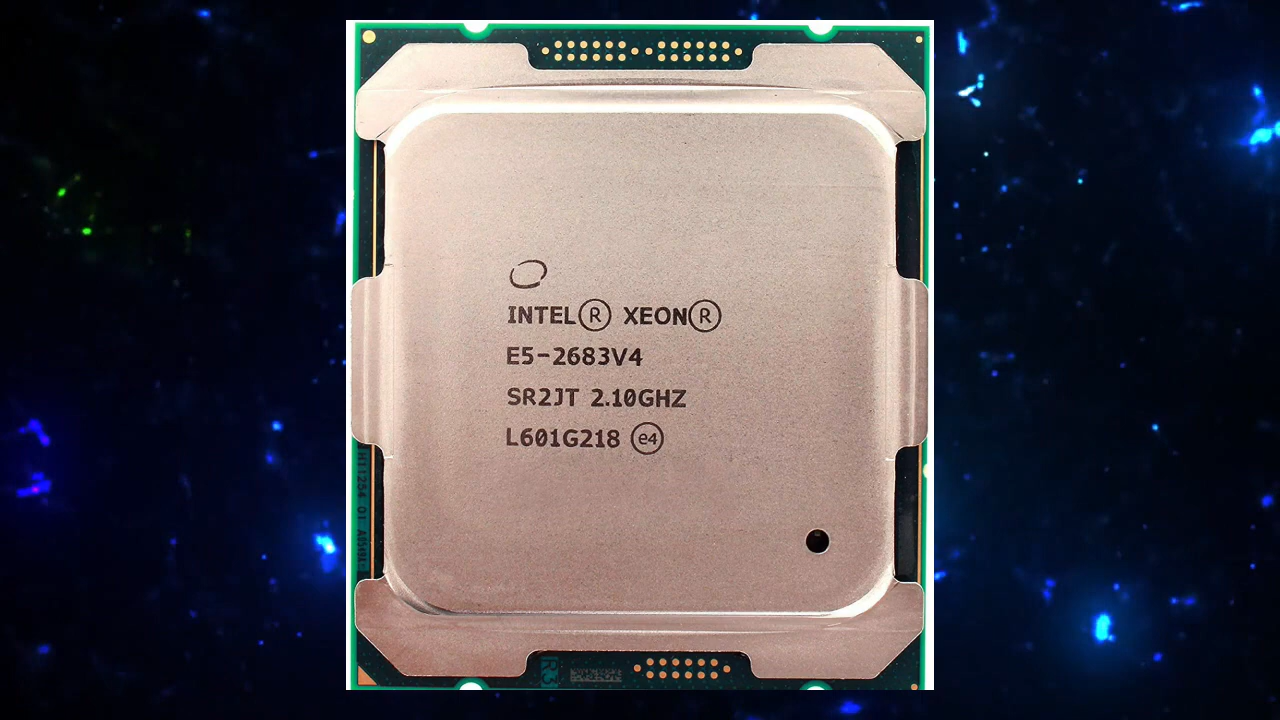 INTEL® XEON®
E5-2683V4
SR2JT 2.10GHZ
L601G218 e4